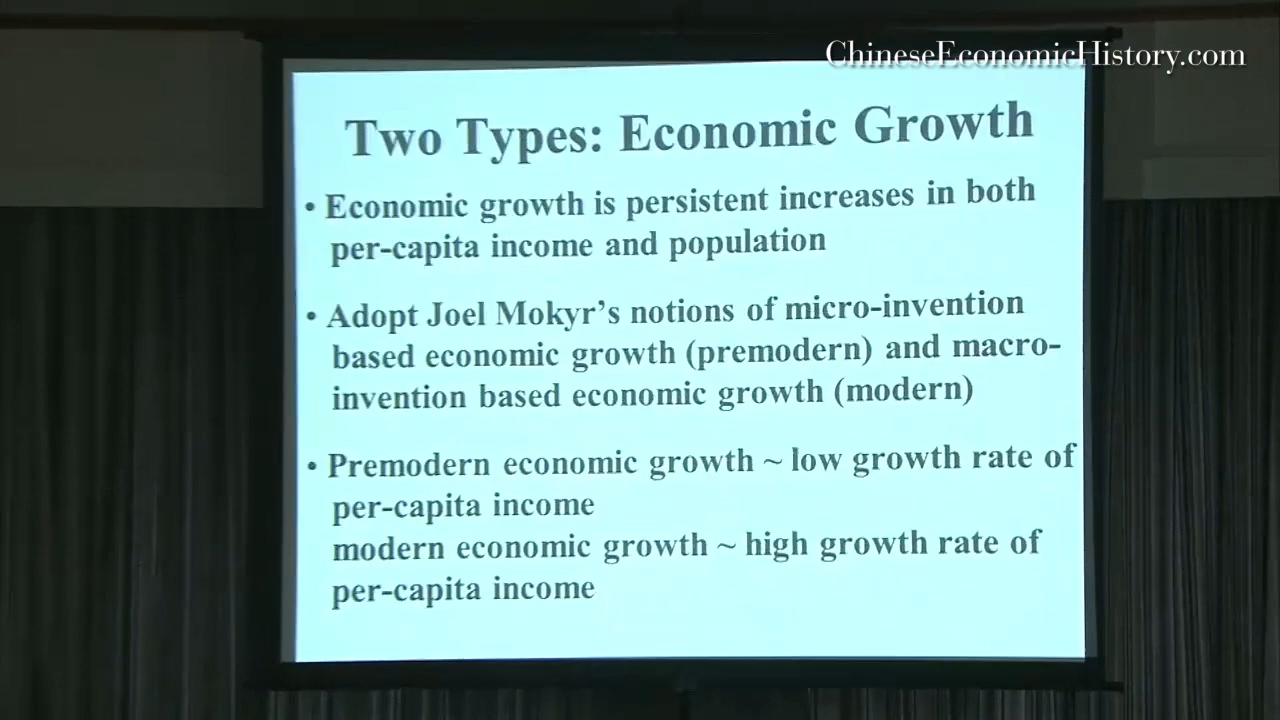 ChineseEconomicHistory.com
Two Types: Economic Growth
• Economic growth is persistent increases in both
per-capita income and population
• Adopt Joel Mokyr's notions of micro-invention
based economic growth (premodern) and macro-
invention based economic growth (modern)
• Premodern economic growth ~ low growth rate of
per-capita income
modern economic growth ~ high growth rate of
per-capita income